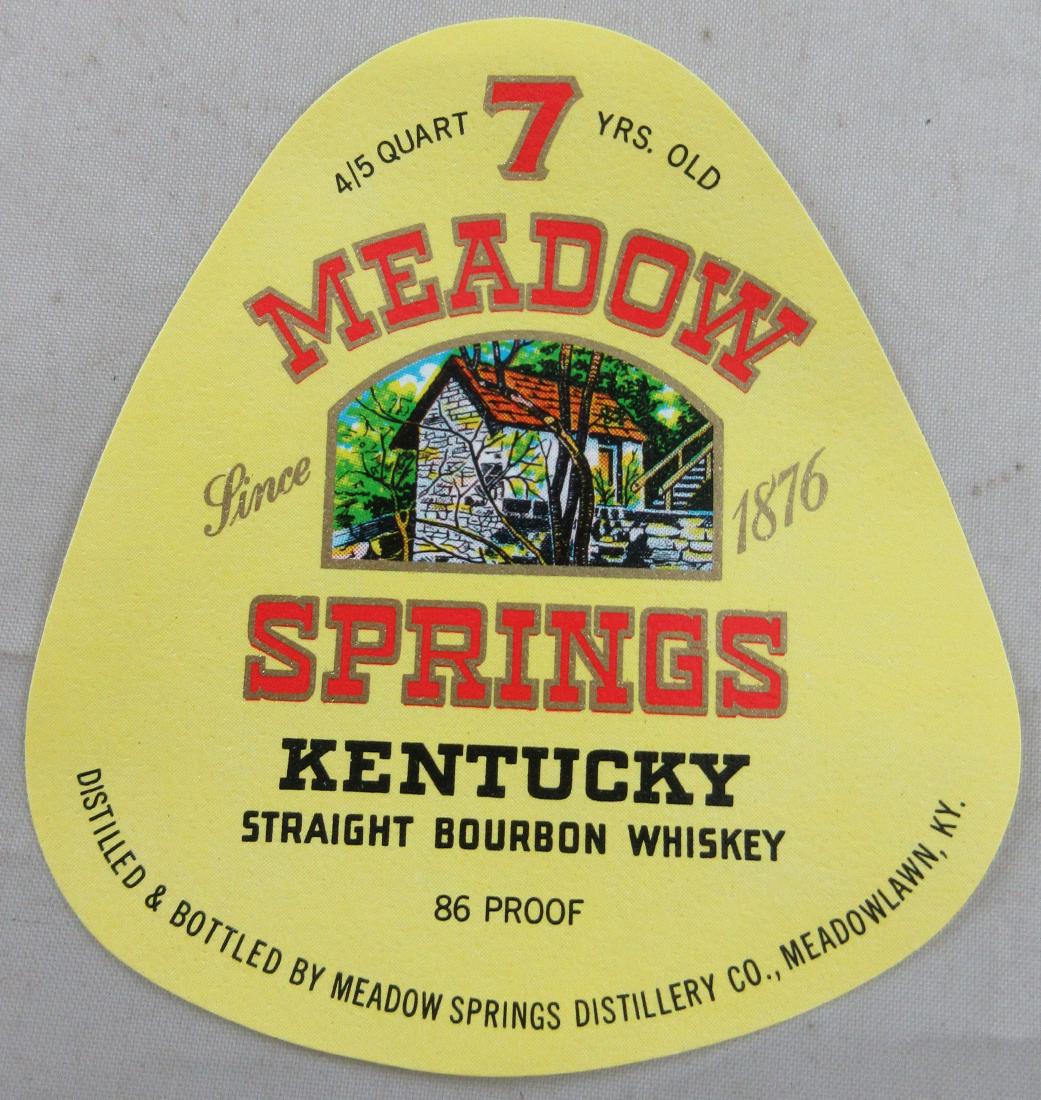 4/5 QUART 7 YRS. OLD
MEADOW
Since 1876
SPRINGS
KENTUCKY
STRAIGHT BOURBON WHISKEY
86 PROOF
DISTILLED & BOTTLED BY MEADOW SPRINGS DISTILLERY CO., MEADOWLAWN, KY.